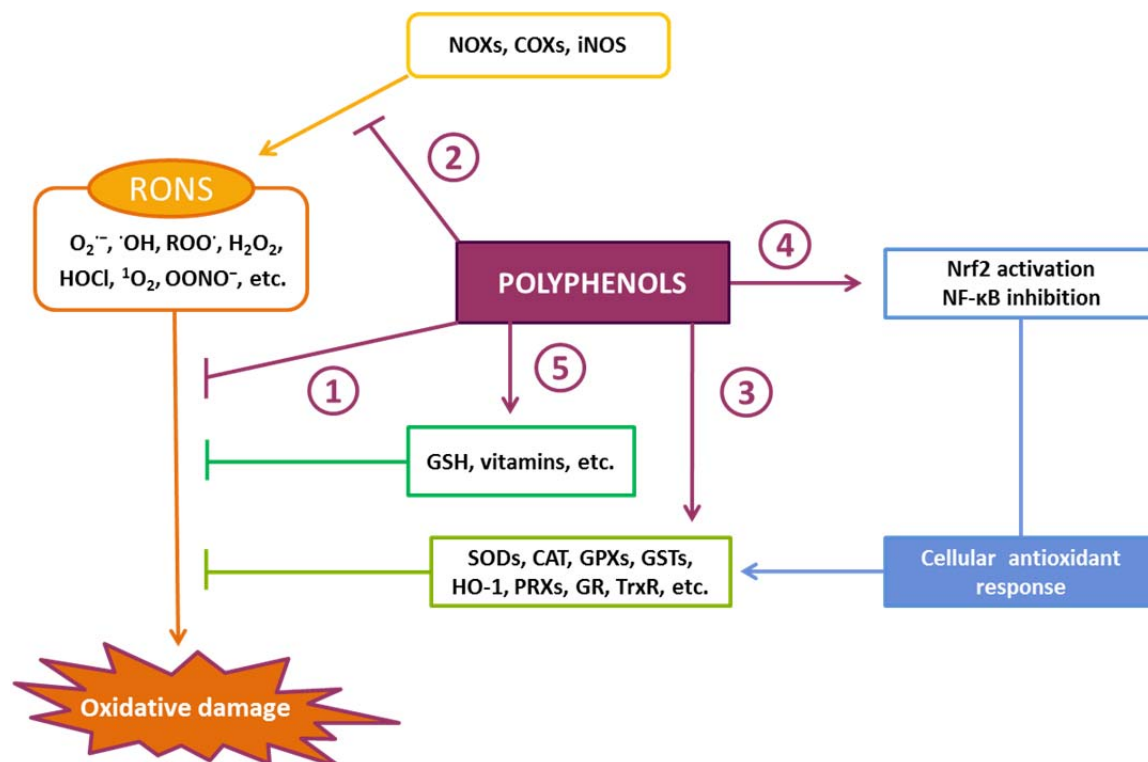 NOXs, COXs, iNOS
②
RONS
O₂˙⁻, ˙OH, ROO˙, H₂O₂,
HOCl, ¹O₂, OONO⁻, etc.
POLYPHENOLS
④
Nrf2 activation
NF-κB inhibition
①
⑤
③
GSH, vitamins, etc.
SODs, CAT, GPXs, GSTs,
HO-1, PRXs, GR, TrxR, etc.
Cellular antioxidant
response
Oxidative damage